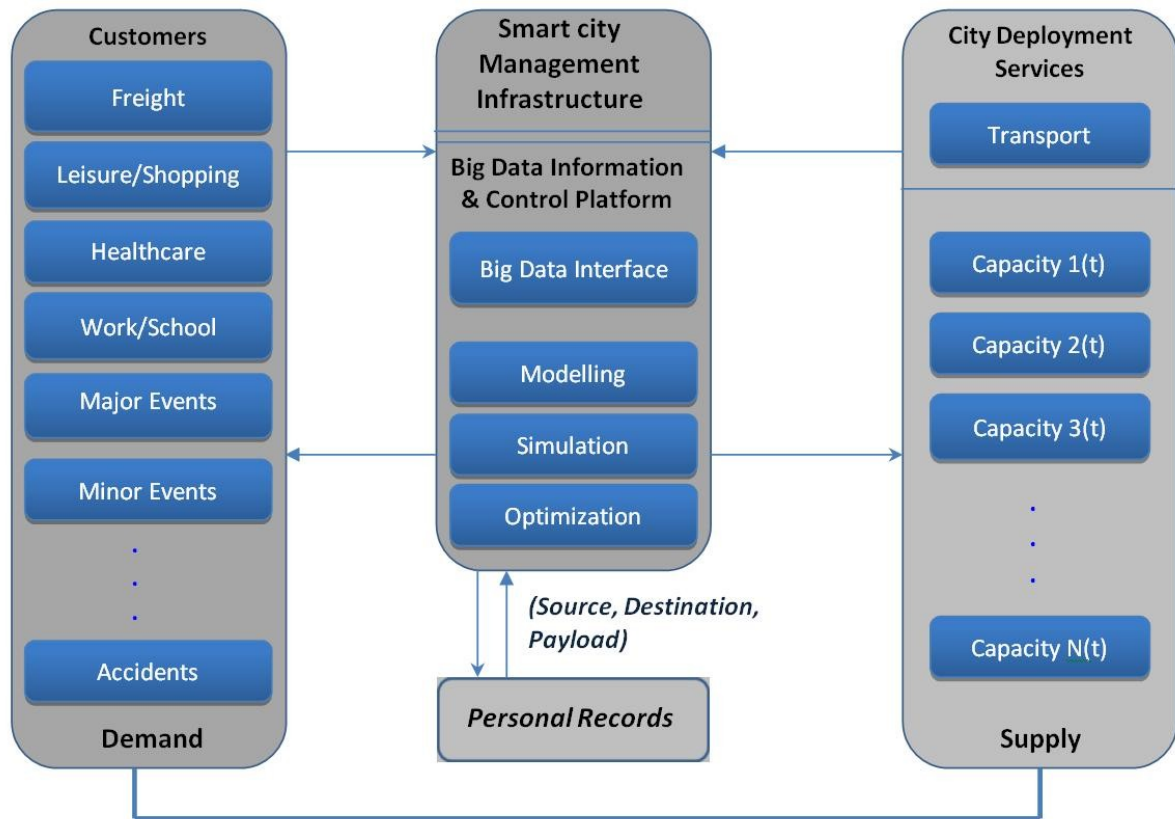 Customers
Freight
Leisure/Shopping
Healthcare
Work/School
Major Events
Minor Events
.
.
.
Accidents
Demand
Smart city
Management
Infrastructure
Big Data Information
& Control Platform
Big Data Interface
Modelling
Simulation
Optimization
(Source, Destination,
Payload)
Personal Records
City Deployment
Services
Transport
Capacity 1(t)
Capacity 2(t)
Capacity 3(t)
.
.
.
Capacity N(t)
Supply